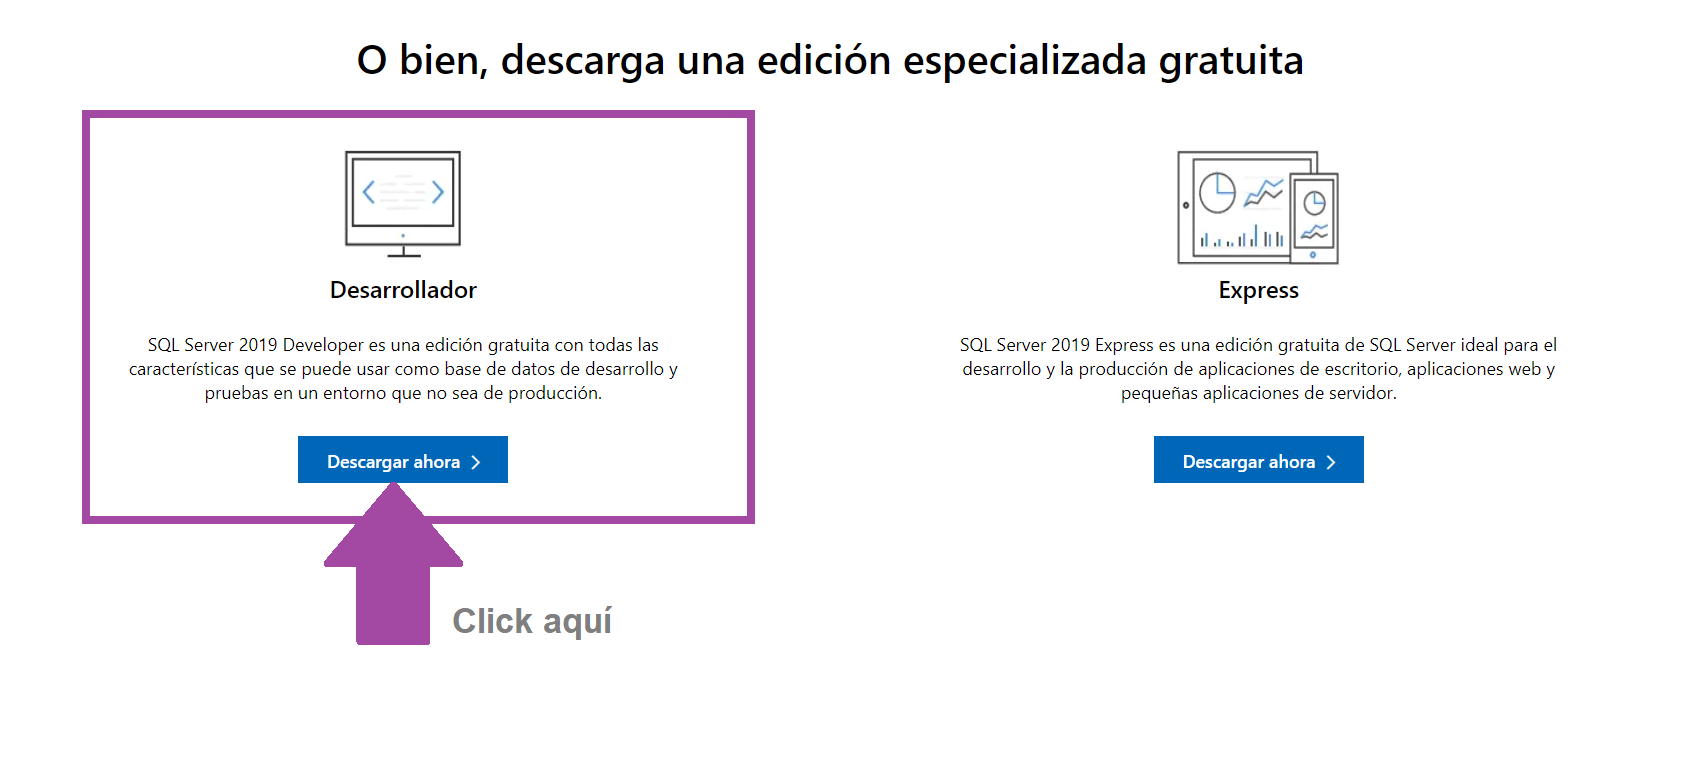 O bien, descarga una edición especializada gratuita
Desarrollador
SQL Server 2019 Developer es una edición gratuita con todas las
características que se puede usar como base de datos de desarrollo y
pruebas en un entorno que no sea de producción.
Descargar ahora
Click aquí
Express
SQL Server 2019 Express es una edición gratuita de SQL Server ideal para el
desarrollo y la producción de aplicaciones de escritorio, aplicaciones web y
pequeñas aplicaciones de servidor.
Descargar ahora